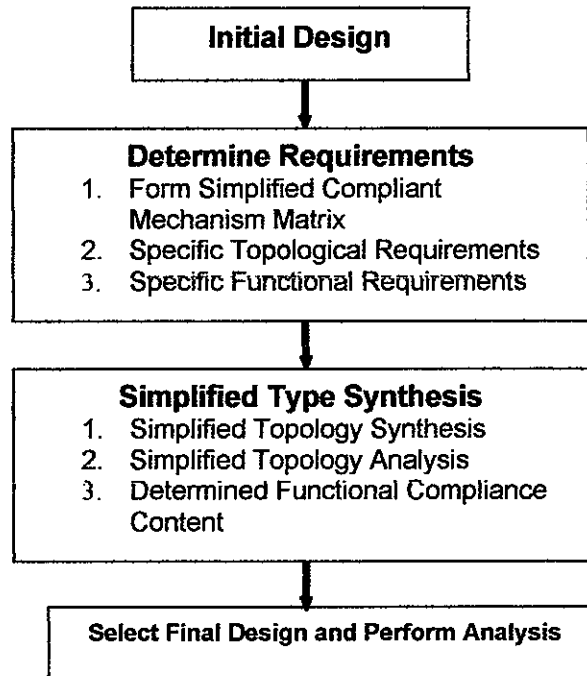 Initial Design
Determine Requirements
1. Form Simplified Compliant
Mechanism Matrix
2. Specific Topological Requirements
3. Specific Functional Requirements
Simplified Type Synthesis
1. Simplified Topology Synthesis
2. Simplified Topology Analysis
3. Determined Functional Compliance
Content
Select Final Design and Perform Analysis